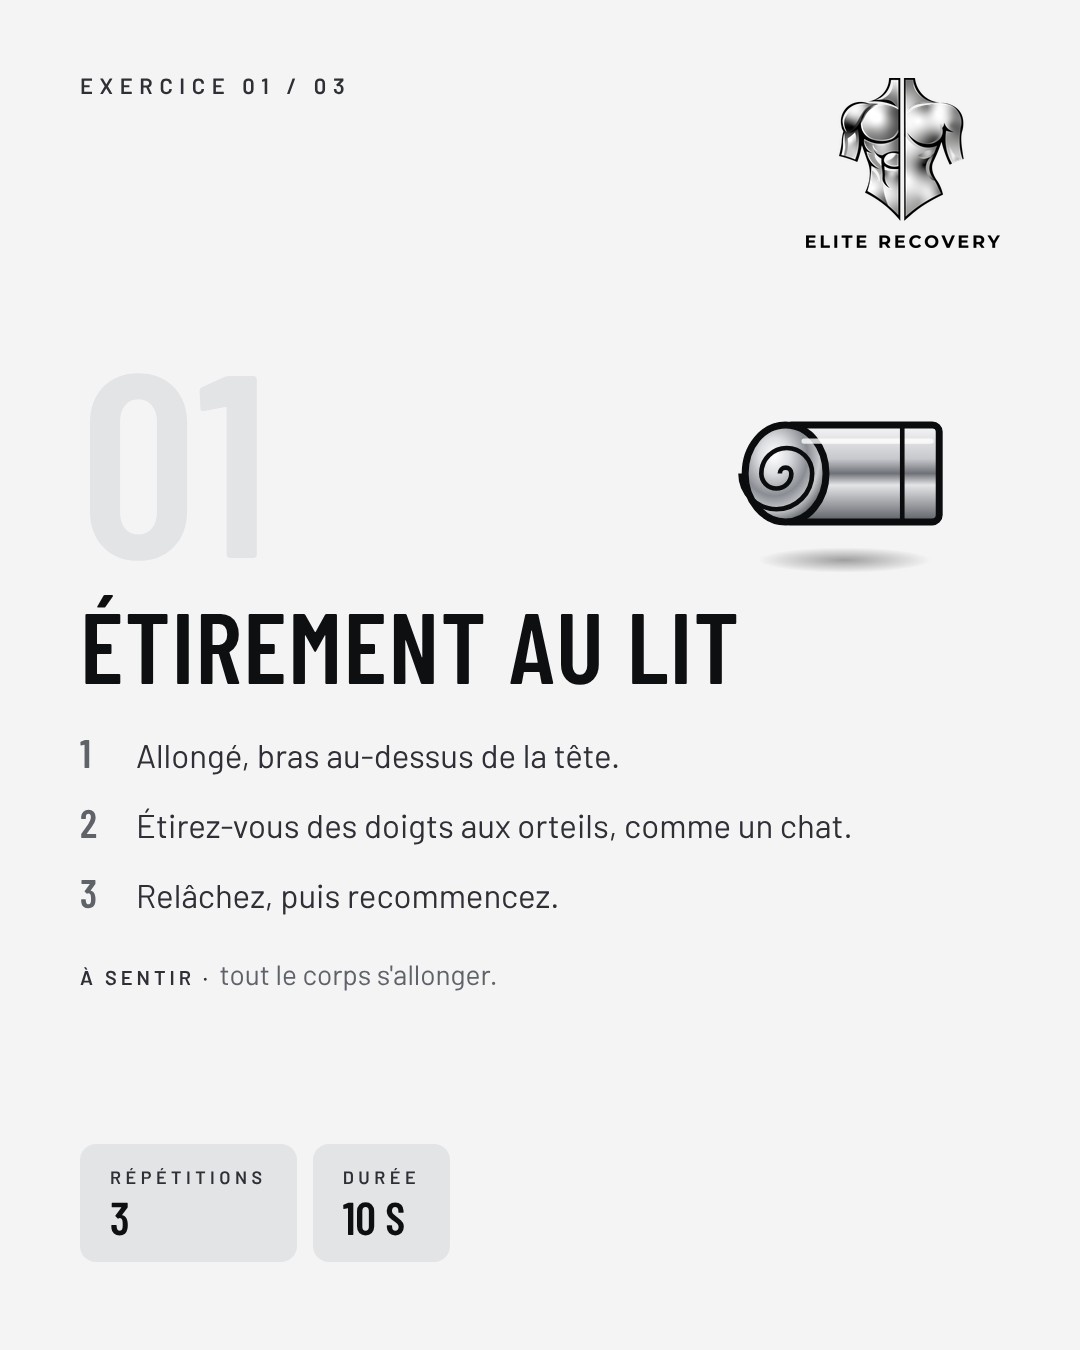 EXERCICE 01 / 03
ELITE RECOVERY
01
ÉTIREMENT AU LIT
1 Allongé, bras au-dessus de la tête.
2 Étirez-vous des doigts aux orteils, comme un chat.
3 Relâchez, puis recommencez.
À SENTIR · tout le corps s'allonger.
RÉPÉTITIONS
3
DURÉE
10 S